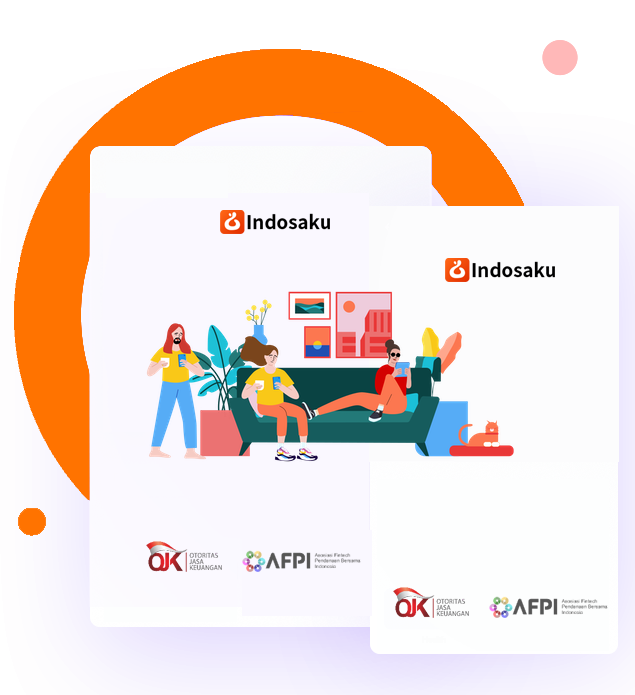 Indosaku
Indosaku
OJK
OTORITAS
JASA
KEUANGAN
AFPI
Asosiasi Fintech
Pendanaan Bersama
Indonesia
OJK
OTORITAS
JASA
KEUANGAN
AFPI
Asosiasi Fintech
Pendanaan Bersama
Indonesia